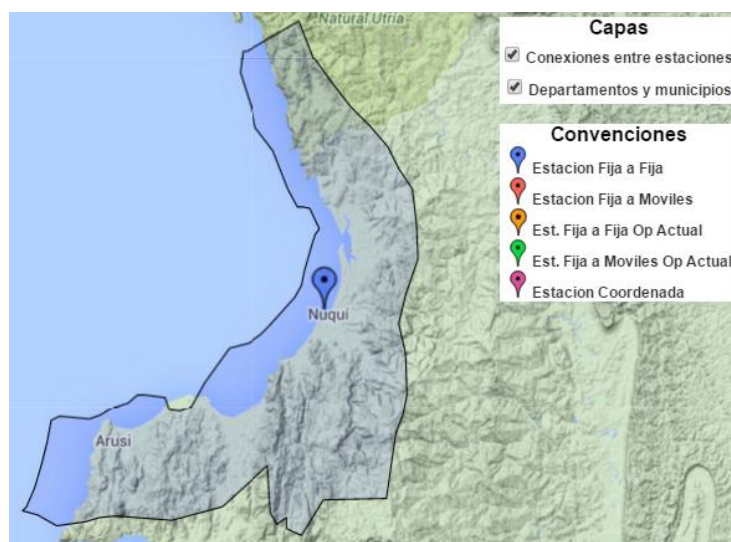 Natural Utría
Capas
Conexiones entre estaciones
Departamentos y municipios
Convenciones
Estacion Fija a Fija
Estacion Fija a Moviles
Est. Fija a Fija Op Actual
Est. Fija a Moviles Op Actual
Estacion Coordenada
Nuquí
Arusi